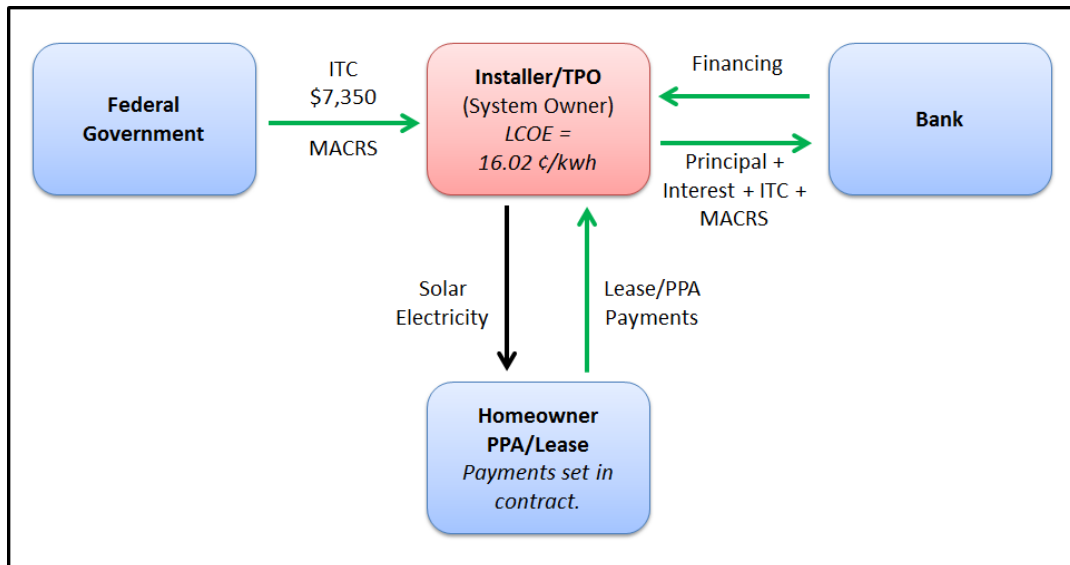 Federal
Government
ITC
$7,350
MACRS
Installer/TPO
(System Owner)
LCOE =
16.02 ¢/kwh
Financing
Principal +
Interest + ITC +
MACRS
Bank
Solar
Electricity
Lease/PPA
Payments
Homeowner
PPA/Lease
Payments set in
contract.